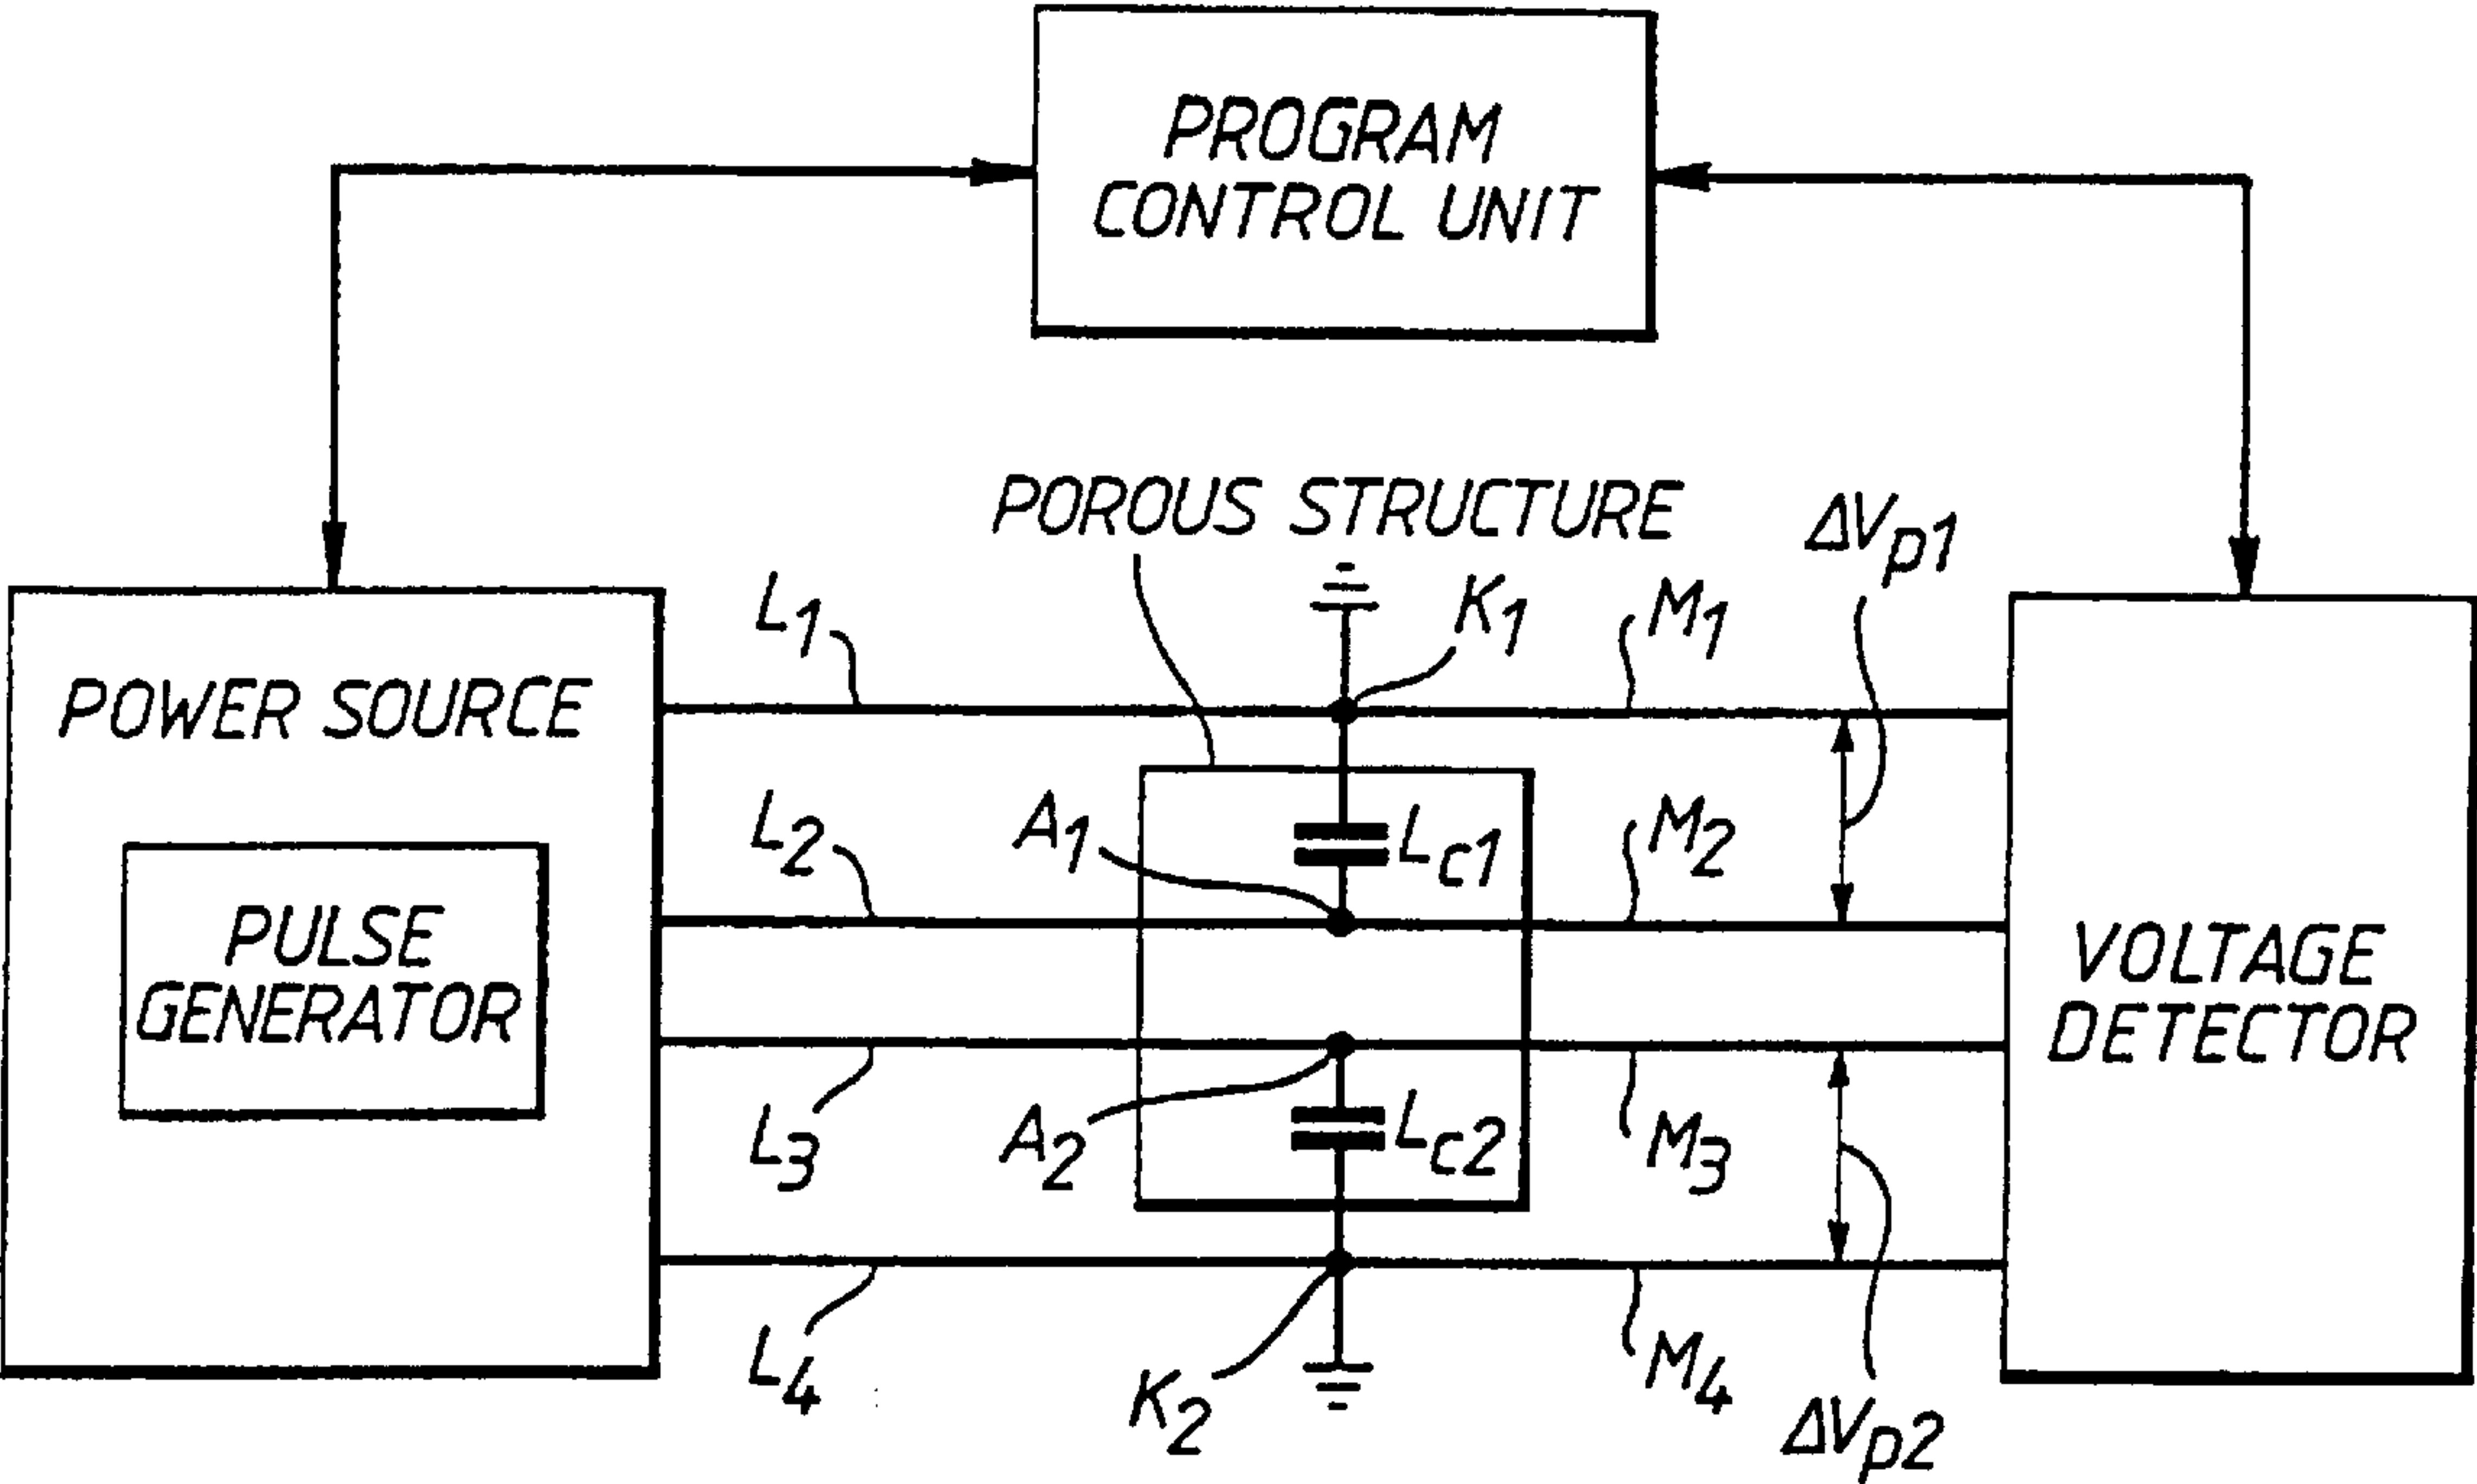 PROGRAM
CONTROL UNIT
POROUS STRUCTURE
ΔVp1
L1
K1
M1
POWER SOURCE
L2
A1
Lc1
M2
PULSE
GENERATOR
VOLTAGE
DETECTOR
L3
A2
Lc2
M3
L4
K2
M4
ΔVp2